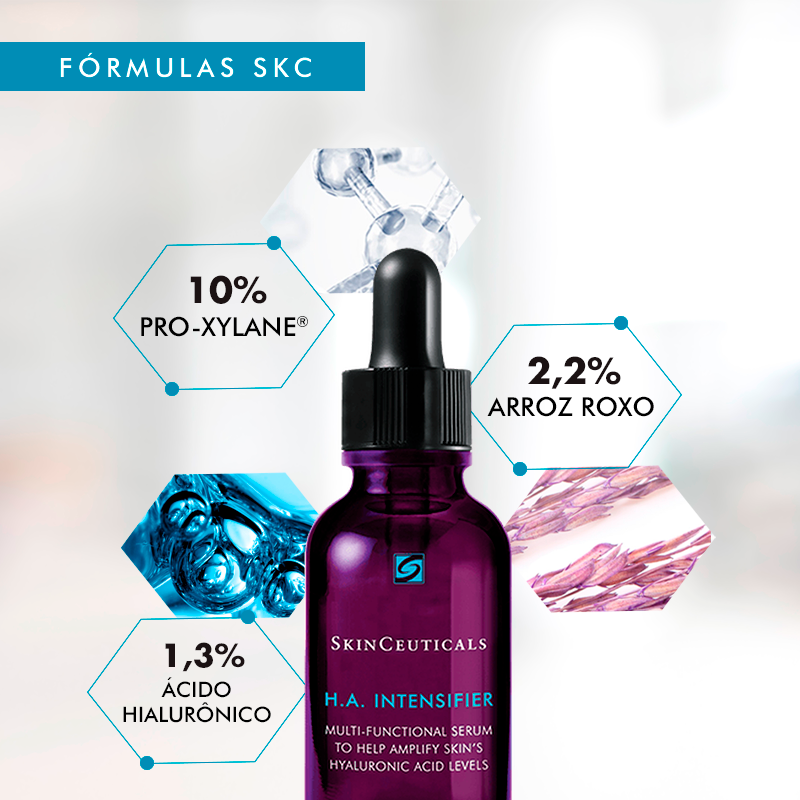 FÓRMULAS SKC
10%
PRO-XYLANE®
2,2%
ARROZ ROXO
1,3%
ÁCIDO
HIALURÔNICO
SKINCEUTICALS
H.A. INTENSIFIER
MULTI-FUNCTIONAL SERUM
TO HELP AMPLIFY SKIN'S
HYALURONIC ACID LEVELS